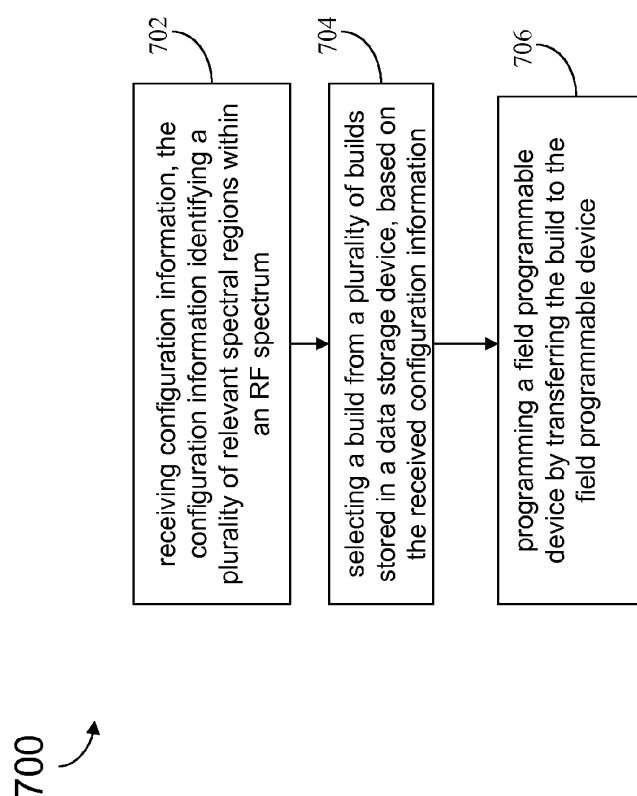 700
702
receiving configuration information, the
configuration information identifying a
plurality of relevant spectral regions within
an RF spectrum
704
selecting a build from a plurality of builds
stored in a data storage device, based on
the received configuration information
706
programming a field programmable
device by transferring the build to the
field programmable device